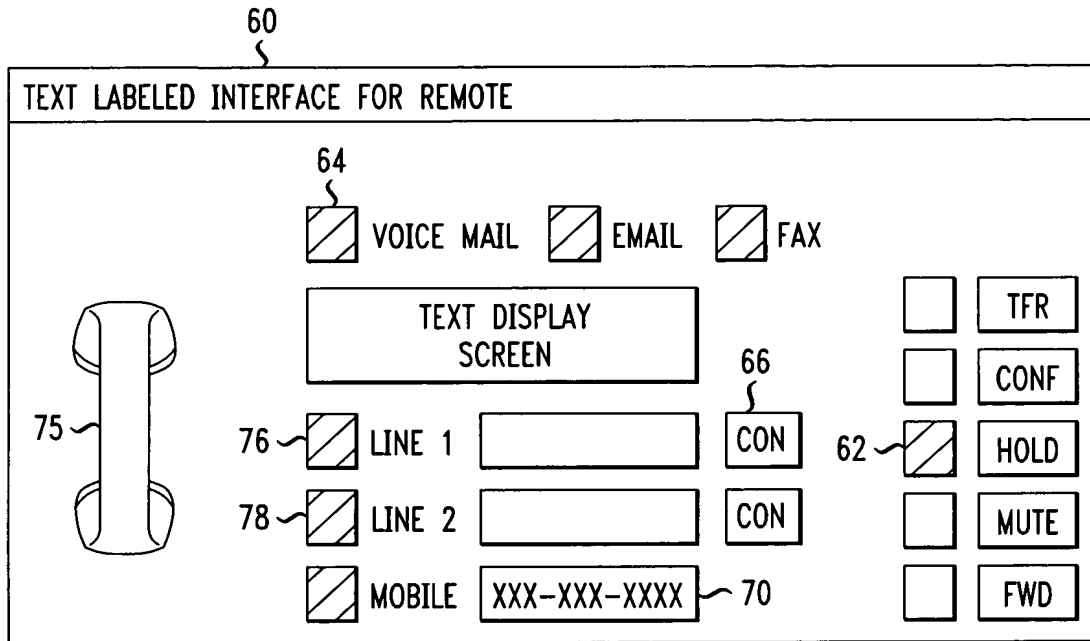 60
TEXT LABELED INTERFACE FOR REMOTE
64
VOICE MAIL EMAIL FAX
TEXT DISPLAY
SCREEN
TFR
66
CONF
75
76 LINE 1 CON
62 HOLD
78 LINE 2 CON
MUTE
MOBILE XXX-XXX-XXXX 70
FWD